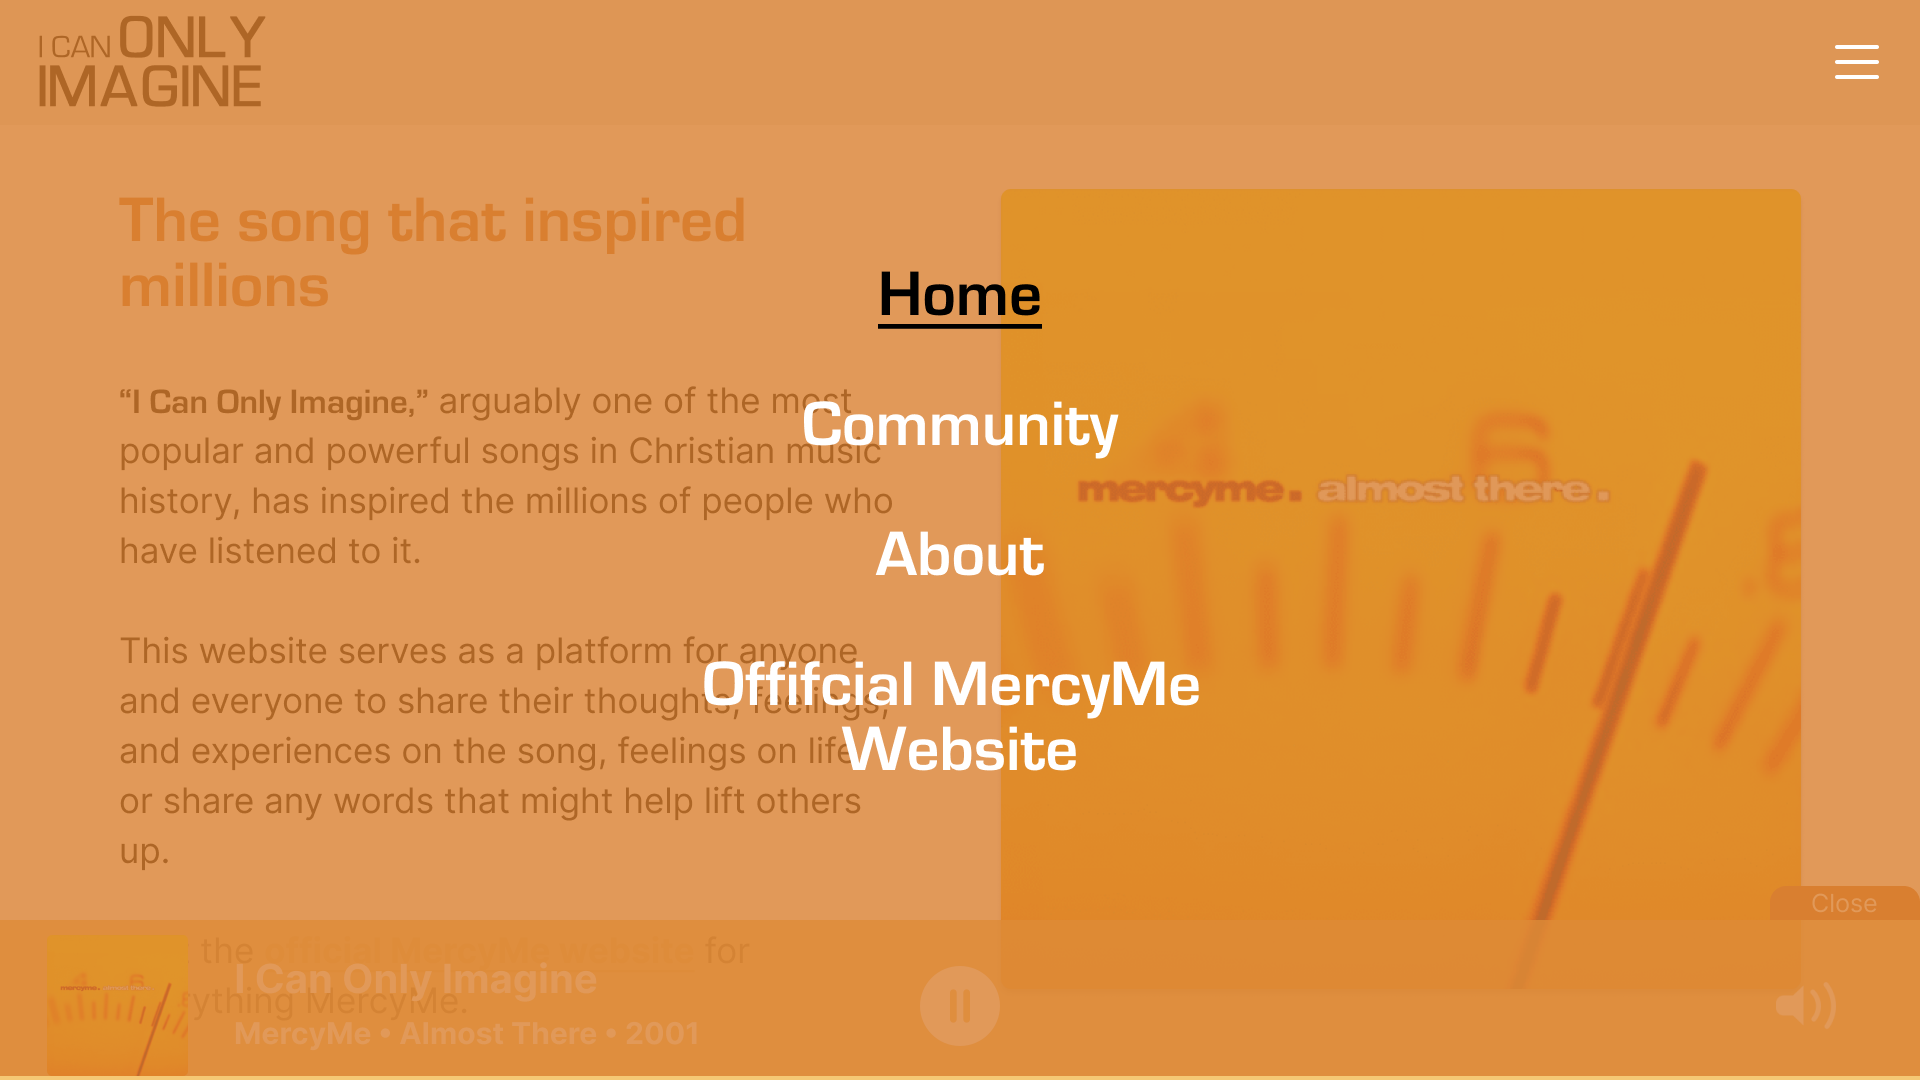 I CAN ONLY
IMAGINE
The song that inspired
millions
“I Can Only Imagine,” arguably one of the most
popular and powerful songs in Christian music
history, has inspired the millions of people who
have listened to it.
This website serves as a platform for anyone
and everyone to share their thoughts, feelings,
and experiences on the song, feelings on life
or share any words that might help lift others
up.
the official MercyMe website for
ything MercyMe.
Home
Community
About
Offifcial MercyMe
Website
4 6 8
mercyme. almost there.
Close
I Can Only Imagine
MercyMe • Almost There • 2001